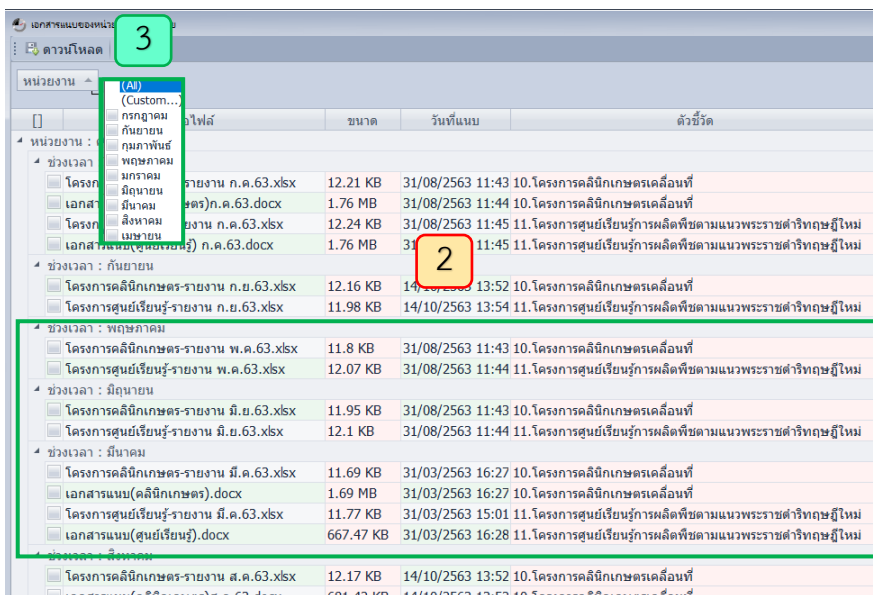 เอกสารแนบของหน่วย
3
ดาวน์โหลด
หน่วยงาน
(All)
(Custom...)
กรกฎาคม
กันยายน
กุมภาพันธ์
พฤษภาคม
มกราคม
มิถุนายน
มีนาคม
สิงหาคม
เมษายน
[] อไฟล์ ขนาด วันที่แนบ ตัวชี้วัด
หน่วยงาน :
ช่วงเวลา
โครงก รายงาน ก.ค.63.xlsx 12.21 KB 31/08/2563 11:43 10.โครงการคลินิกเกษตรเคลื่อนที่
เอกสา ษตร)ก.ค.63.docx 1.76 MB 31/08/2563 11:44 10.โครงการคลินิกเกษตรเคลื่อนที่
โครงก ยงาน ก.ค.63.xlsx 12.24 KB 31/08/2563 11:45 11.โครงการศูนย์เรียนรู้การผลิตพืชตามแนวพระราชดำริทฤษฎีใหม่
เอกสารแนบ(ศูนย์เรียนรู้) ก.ค.63.docx 1.76 MB 31 11:45 11.โครงการศูนย์เรียนรู้การผลิตพืชตามแนวพระราชดำริทฤษฎีใหม่
2
ช่วงเวลา : กันยายน
โครงการคลินิกเกษตร-รายงาน ก.ย.63.xlsx 12.16 KB 14/10/2563 13:52 10.โครงการคลินิกเกษตรเคลื่อนที่
โครงการศูนย์เรียนรู้-รายงาน ก.ย.63.xlsx 11.98 KB 14/10/2563 13:54 11.โครงการศูนย์เรียนรู้การผลิตพืชตามแนวพระราชดำริทฤษฎีใหม่
ช่วงเวลา : พฤษภาคม
โครงการคลินิกเกษตร-รายงาน พ.ค.63.xlsx 11.8 KB 31/08/2563 11:43 10.โครงการคลินิกเกษตรเคลื่อนที่
โครงการศูนย์เรียนรู้-รายงาน พ.ค.63.xlsx 12.07 KB 31/08/2563 11:44 11.โครงการศูนย์เรียนรู้การผลิตพืชตามแนวพระราชดำริทฤษฎีใหม่
ช่วงเวลา : มิถุนายน
โครงการคลินิกเกษตร-รายงาน มิ.ย.63.xlsx 11.95 KB 31/08/2563 11:43 10.โครงการคลินิกเกษตรเคลื่อนที่
โครงการศูนย์เรียนรู้-รายงาน มิ.ย.63.xlsx 12.1 KB 31/08/2563 11:44 11.โครงการศูนย์เรียนรู้การผลิตพืชตามแนวพระราชดำริทฤษฎีใหม่
ช่วงเวลา : มีนาคม
โครงการคลินิกเกษตร-รายงาน มี.ค.63.xlsx 11.69 KB 31/03/2563 16:27 10.โครงการคลินิกเกษตรเคลื่อนที่
เอกสารแนบ(คลินิกเกษตร).docx 1.69 MB 31/03/2563 16:27 10.โครงการคลินิกเกษตรเคลื่อนที่
โครงการศูนย์เรียนรู้-รายงาน มี.ค.63.xlsx 11.77 KB 31/03/2563 15:01 11.โครงการศูนย์เรียนรู้การผลิตพืชตามแนวพระราชดำริทฤษฎีใหม่
เอกสารแนบ(ศูนย์เรียนรู้).docx 667.47 KB 31/03/2563 16:28 11.โครงการศูนย์เรียนรู้การผลิตพืชตามแนวพระราชดำริทฤษฎีใหม่
ช่วงเวลา : สิงหาคม
โครงการคลินิกเกษตร-รายงาน ส.ค.63.xlsx 12.17 KB 14/10/2563 13:52 10.โครงการคลินิกเกษตรเคลื่อนที่